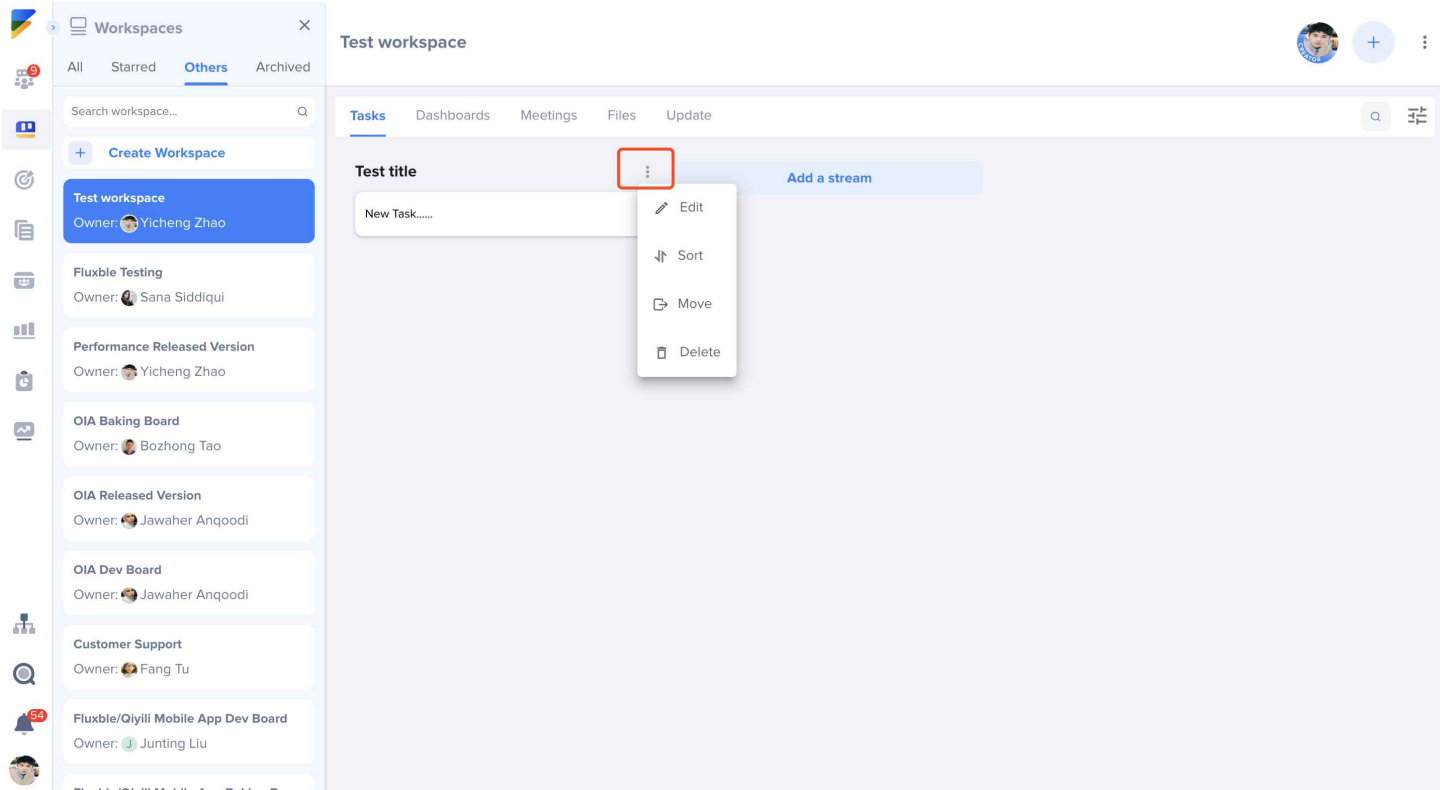 Workspaces
All Starred Others Archived
Search workspace...
Create Workspace
Test workspace
Owner: Yicheng Zhao
Fluxble Testing
Owner: Sana Siddiqui
Performance Released Version
Owner: Yicheng Zhao
OIA Baking Board
Owner: Bozhong Tao
OIA Released Version
Owner: Jawaher Anqoodi
OIA Dev Board
Owner: Jawaher Anqoodi
Customer Support
Owner: Fang Tu
Fluxble/Qiyili Mobile App Dev Board
Owner: J Junting Liu
9
54
Test workspace
CREATOR
Tasks Dashboards Meetings Files Update
Test title
Add a stream
New Task......
Edit
Sort
Move
Delete